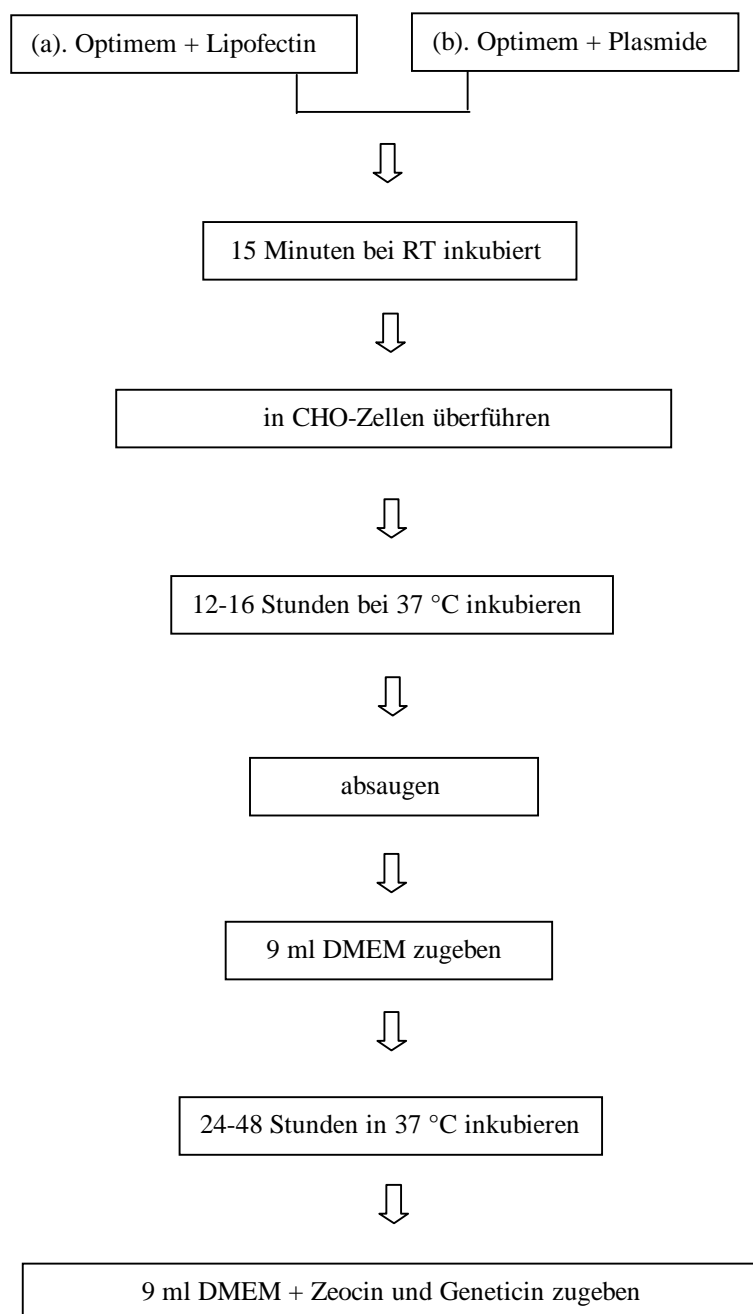 (a). Optimem + Lipofectin
(b). Optimem + Plasmide
15 Minuten bei RT inkubiert
in CHO-Zellen überführen
12-16 Stunden bei 37 °C inkubieren
absaugen
9 ml DMEM zugeben
24-48 Stunden in 37 °C inkubieren
9 ml DMEM + Zeocin und Geneticin zugeben